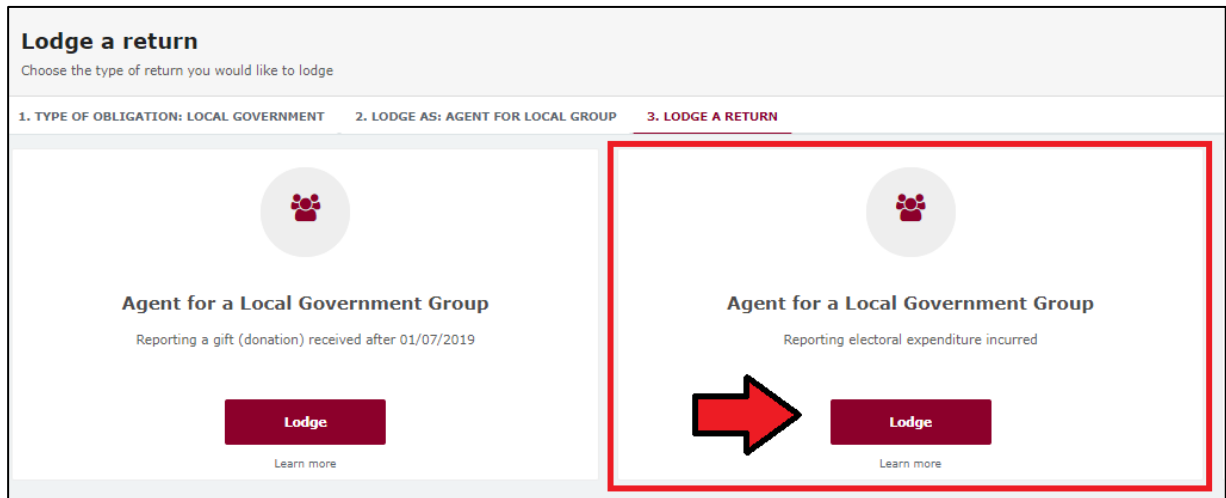 Lodge a return
Choose the type of return you would like to lodge
1. TYPE OF OBLIGATION: LOCAL GOVERNMENT 2. LODGE AS: AGENT FOR LOCAL GROUP 3. LODGE A RETURN
Agent for a Local Government Group
Reporting a gift (donation) received after 01/07/2019
Lodge
Learn more
Agent for a Local Government Group
Reporting electoral expenditure incurred
Lodge
Learn more